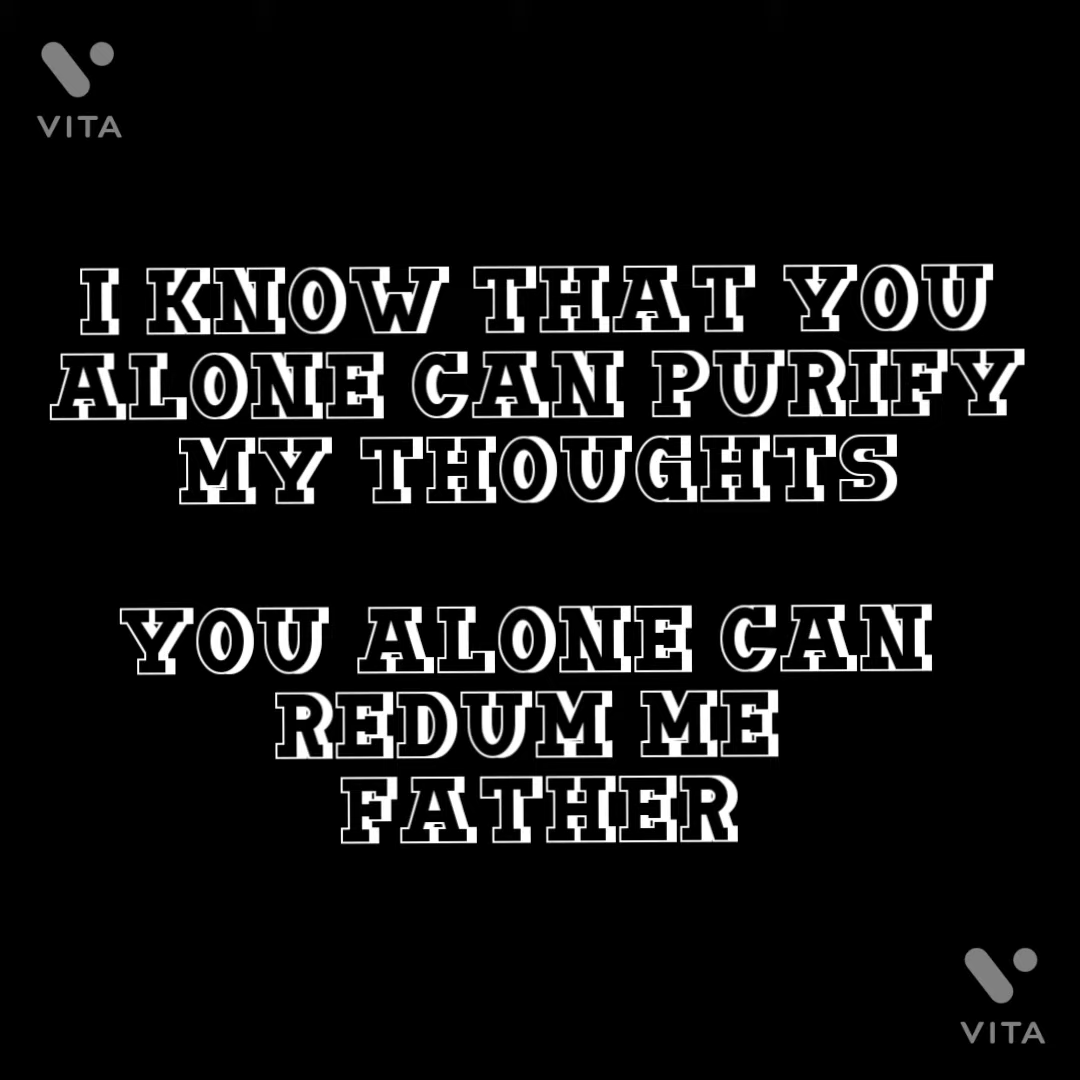 VITA
I KNOW THAT YOU
ALONE CAN PURIFY
MY THOUGHTS
YOU ALONE CAN
REDUM ME
FATHER
VITA